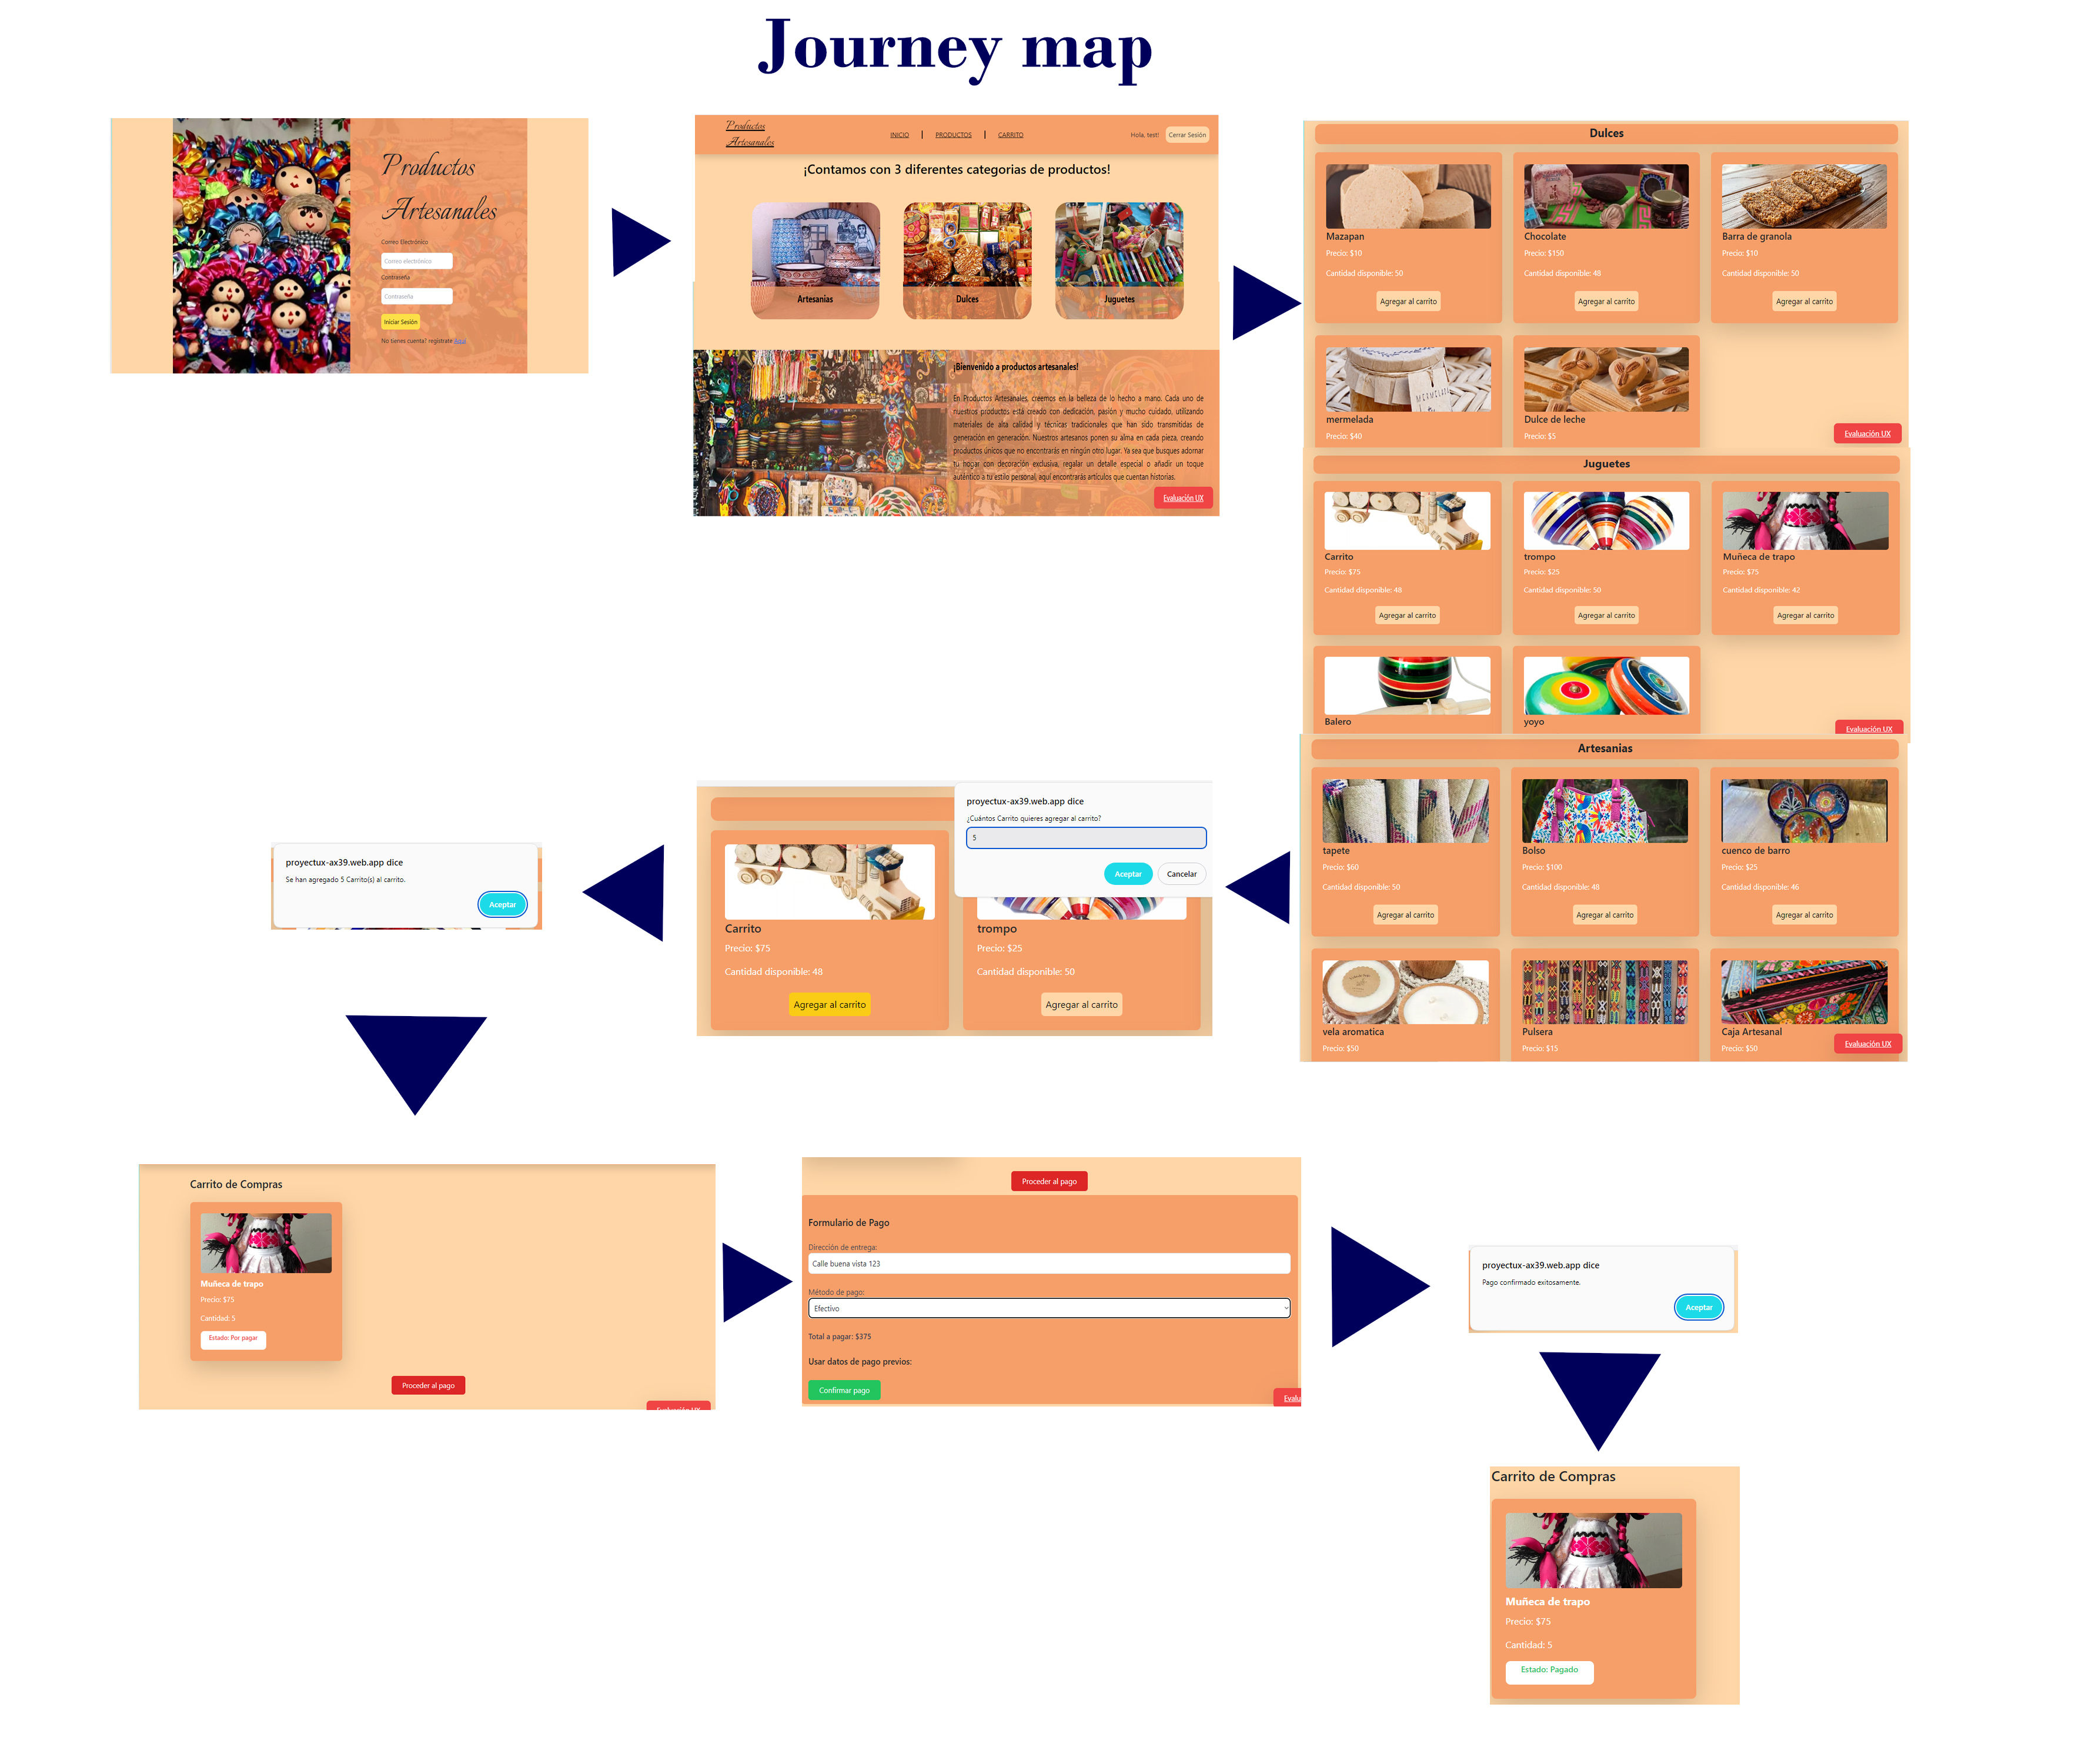 Journey map
Productos
Artesanales
Correo Electrónico
Correo electrónico
Contraseña
Contraseña
Iniciar Sesión
No tienes cuenta? registrate Aquí
Productos
Artesanales
INICIO
PRODUCTOS
CARRITO
Hola, test!
Cerrar Sesión
¡Contamos con 3 diferentes categorias de productos!
Artesanias
Dulces
Juguetes
¡Bienvenido a productos artesanales!
En Productos Artesanales, creemos en la belleza de lo hecho a mano. Cada uno de
nuestros productos está creado con dedicación, pasión y mucho cuidado, utilizando
materiales de alta calidad y técnicas tradicionales que han sido transmitidas de
generación en generación. Nuestros artesanos ponen su alma en cada pieza, creando
productos únicos que no encontrarás en ningún otro lugar. Ya sea que busques adornar
tu hogar con decoración exclusiva, regalar un detalle especial o añadir un toque
auténtico a tu estilo personal, aquí encontrarás artículos que cuentan historias.
Evaluación UX
Dulces
Mazapan
Precio: $10
Cantidad disponible: 50
Agregar al carrito
Chocolate
Precio: $150
Cantidad disponible: 48
Agregar al carrito
Barra de granola
Precio: $10
Cantidad disponible: 50
Agregar al carrito
MERMELADA
mermelada
Precio: $40
Dulce de leche
Precio: $5
Evaluación UX
Juguetes
Carrito
Precio: $75
Cantidad disponible: 48
Agregar al carrito
trompo
Precio: $25
Cantidad disponible: 50
Agregar al carrito
Muñeca de trapo
Precio: $75
Cantidad disponible: 42
Agregar al carrito
Balero
yoyo
Evaluación UX
Artesanias
tapete
Precio: $60
Cantidad disponible: 50
Agregar al carrito
Bolso
Precio: $100
Cantidad disponible: 48
Agregar al carrito
cuenco de barro
Precio: $25
Cantidad disponible: 46
Agregar al carrito
vela aromatica
Precio: $50
Pulsera
Precio: $15
Caja Artesanal
Precio: $50
Evaluación UX
proyectux-ax39.web.app dice
¿Cuántos Carrito quieres agregar al carrito?
5
Aceptar
Cancelar
Carrito
Precio: $75
Cantidad disponible: 48
Agregar al carrito
trompo
Precio: $25
Cantidad disponible: 50
Agregar al carrito
proyectux-ax39.web.app dice
Se han agregado 5 Carrito(s) al carrito.
Aceptar
Carrito de Compras
Muñeca de trapo
Precio: $75
Cantidad: 5
Estado: Por pagar
Proceder al pago
Evaluación UX
Proceder al pago
Formulario de Pago
Dirección de entrega:
Calle buena vista 123
Método de pago:
Efectivo
Total a pagar: $375
Usar datos de pago previos:
Confirmar pago
Evalu
proyectux-ax39.web.app dice
Pago confirmado exitosamente.
Aceptar
Carrito de Compras
Muñeca de trapo
Precio: $75
Cantidad: 5
Estado: Pagado